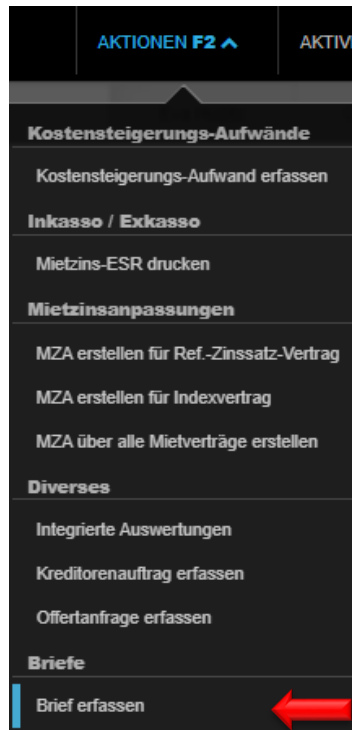 AKTIONEN F2 AKTIV
Kostensteigerungs-Aufwände
Kostensteigerungs-Aufwand erfassen
Inkasso / Exkasso
Mietzins-ESR drucken
Mietzinsanpassungen
MZA erstellen für Ref.-Zinssatz-Vertrag
MZA erstellen für Indexvertrag
MZA über alle Mietverträge erstellen
Diverses
Integrierte Auswertungen
Kreditorenauftrag erfassen
Offertanfrage erfassen
Briefe
Brief erfassen